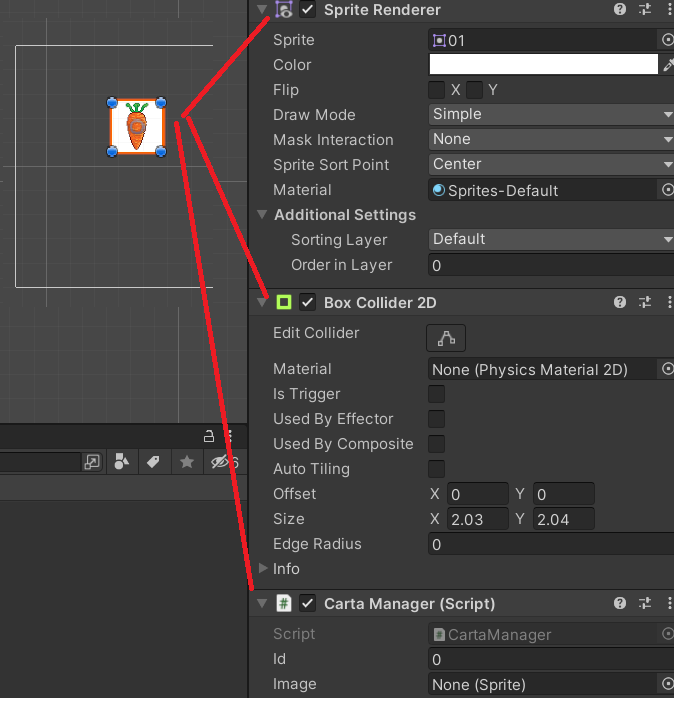 Sprite Renderer
Sprite 01
Color
Flip X Y
Draw Mode Simple
Mask Interaction None
Sprite Sort Point Center
Material Sprites-Default
Additional Settings
Sorting Layer Default
Order in Layer 0
Box Collider 2D
Edit Collider
Material None (Physics Material 2D)
Is Trigger
Used By Effector
Used By Composite
Auto Tiling
Offset X 0 Y 0
Size X 2.03 Y 2.04
Edge Radius 0
Info
Carta Manager (Script)
Script CartaManager
Id 0
Image None (Sprite)